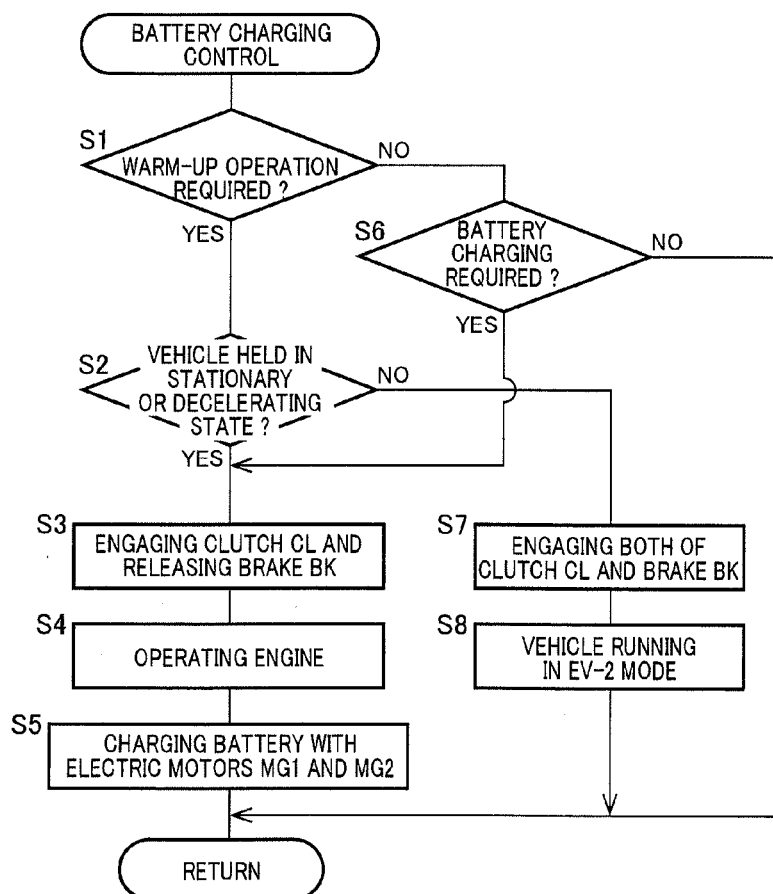 BATTERY CHARGING
CONTROL
S1
WARM-UP OPERATION
REQUIRED ?
NO
YES
S6
BATTERY
CHARGING
REQUIRED ?
NO
YES
S2
VEHICLE HELD IN
STATIONARY
OR DECELERATING
STATE ?
NO
YES
S3
ENGAGING CLUTCH CL AND
RELEASING BRAKE BK
S7
ENGAGING BOTH OF
CLUTCH CL AND BRAKE BK
S4
OPERATING ENGINE
S8
VEHICLE RUNNING
IN EV-2 MODE
S5
CHARGING BATTERY WITH
ELECTRIC MOTORS MG1 AND MG2
RETURN